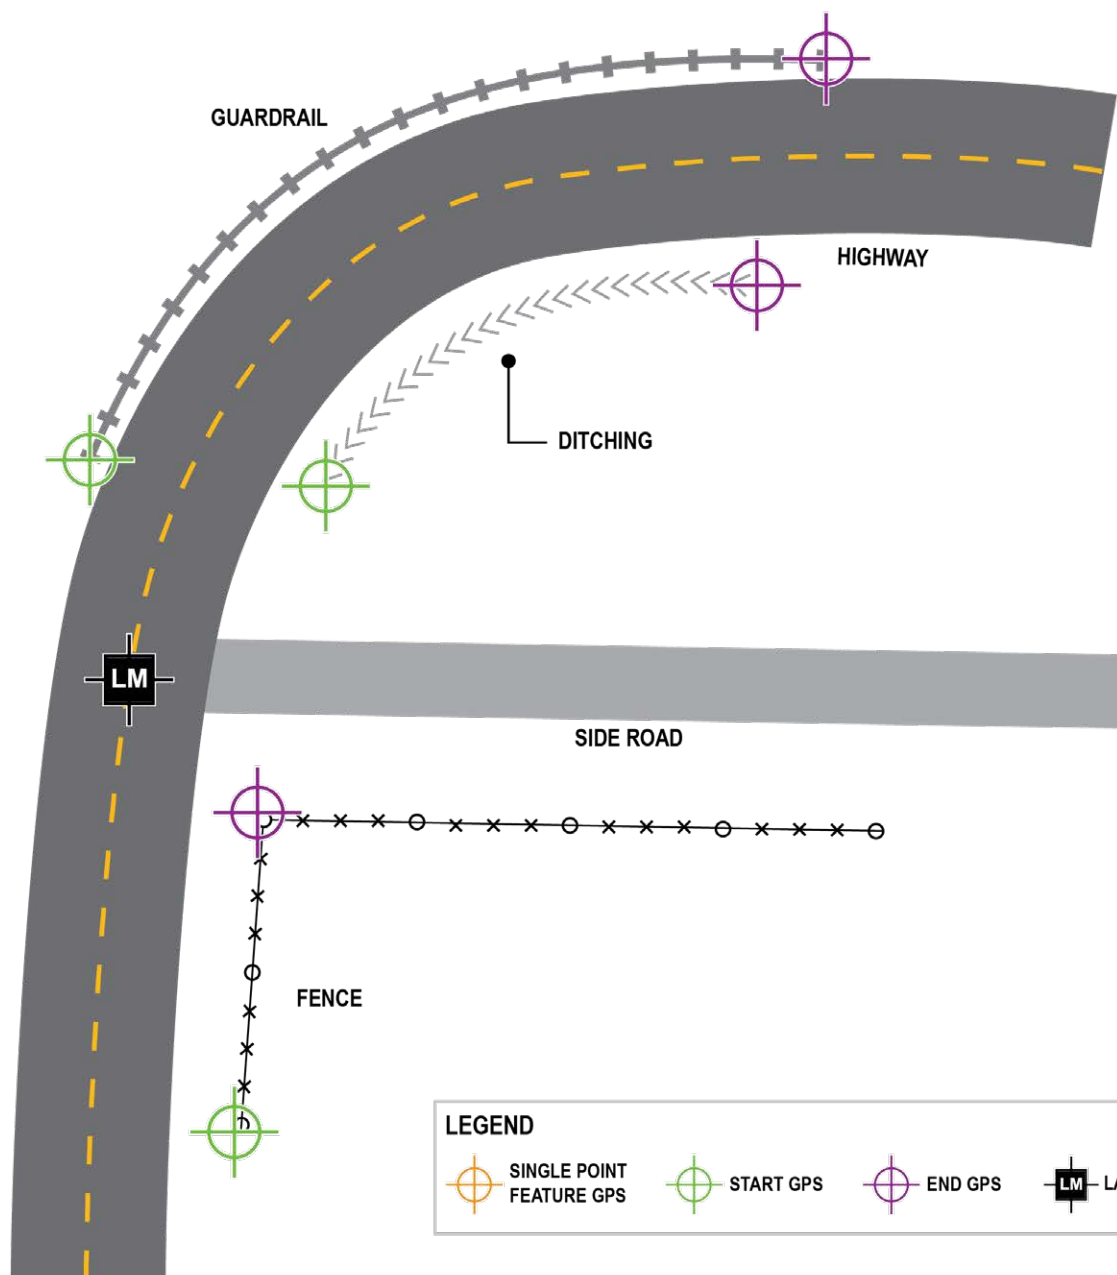 GUARDRAIL
HIGHWAY
DITCHING
LM
SIDE ROAD
FENCE
LEGEND
SINGLE POINT
FEATURE GPS
START GPS
END GPS
LM